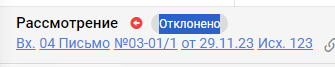 Рассмотрение Отклонено
Вх. 04 Письмо №03-01/1 от 29.11.23 Исх. 123